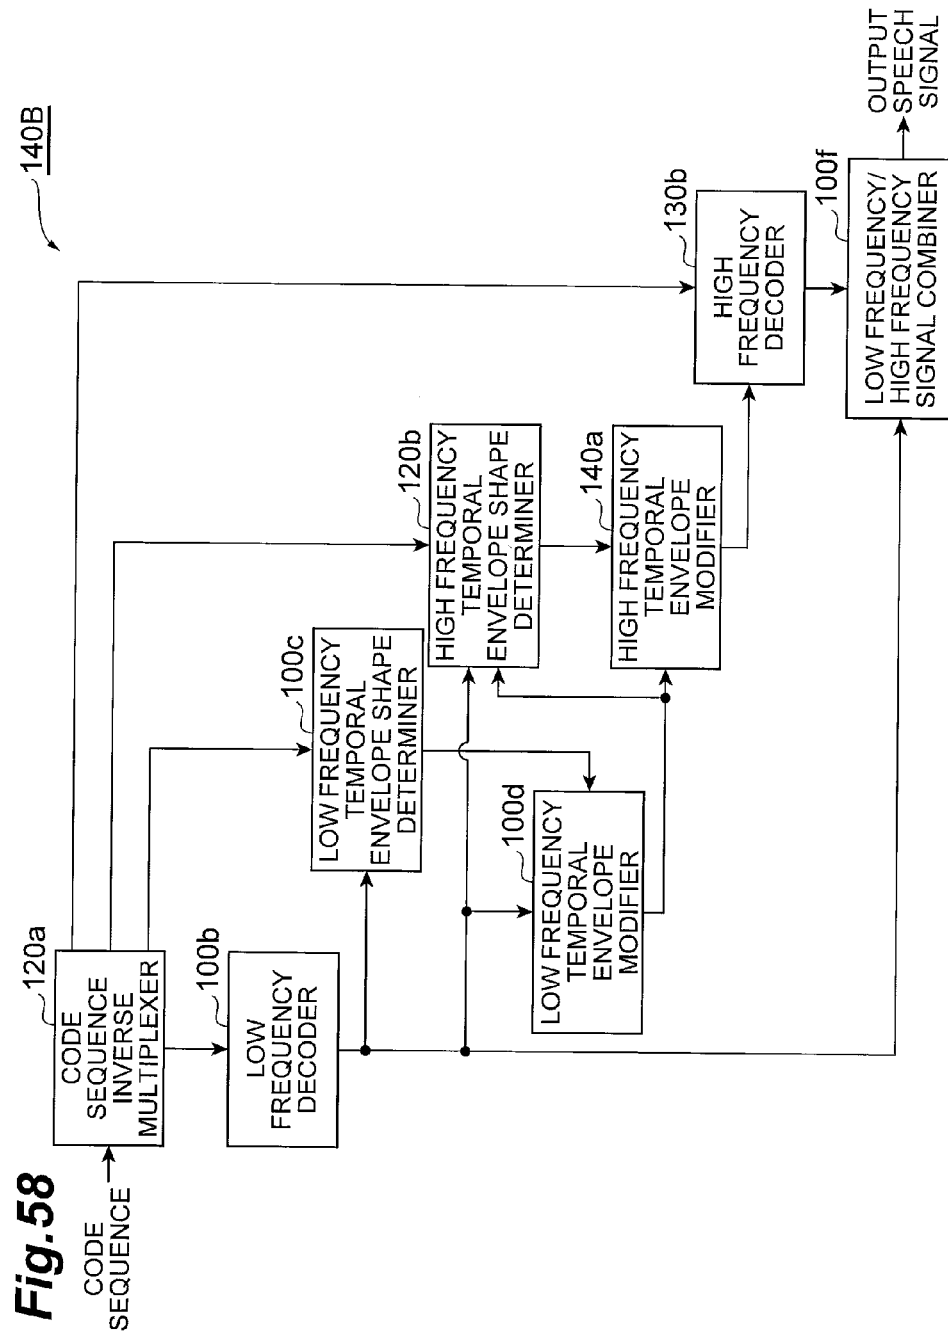 Fig.58
140B
CODE
SEQUENCE
120a
CODE
SEQUENCE
INVERSE
MULTIPLEXER
100b
LOW
FREQUENCY
DECODER
100c
LOW FREQUENCY
TEMPORAL
ENVELOPE SHAPE
DETERMINER
120b
HIGH FREQUENCY
TEMPORAL
ENVELOPE SHAPE
DETERMINER
100d
LOW FREQUENCY
TEMPORAL
ENVELOPE
MODIFIER
140a
HIGH FREQUENCY
TEMPORAL
ENVELOPE
MODIFIER
130b
HIGH
FREQUENCY
DECODER
100f
LOW FREQUENCY/
HIGH FREQUENCY
SIGNAL COMBINER
OUTPUT
SPEECH
SIGNAL